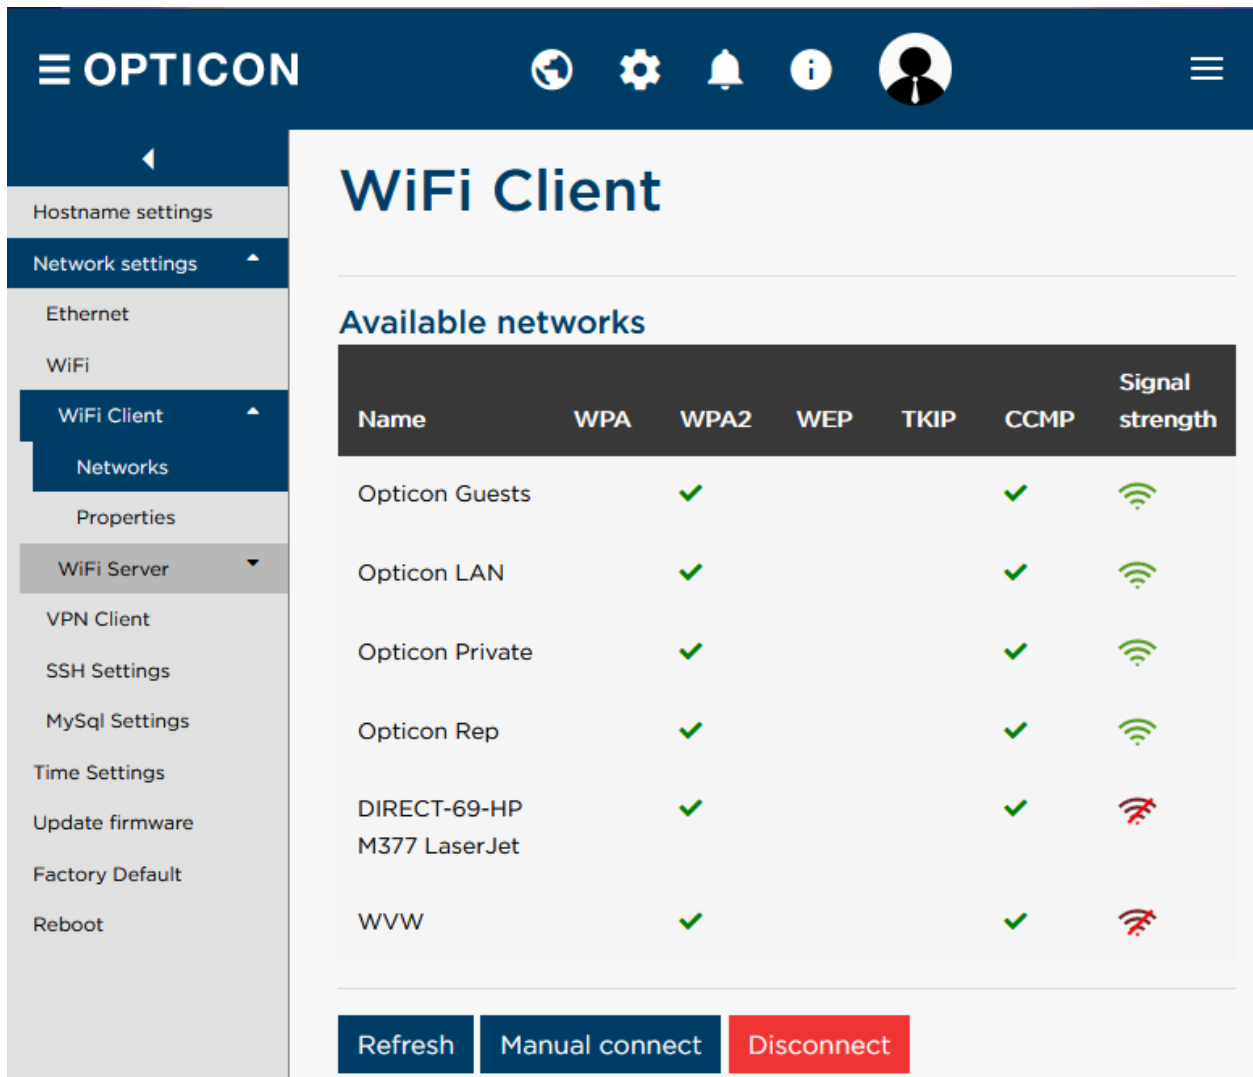 OPTICON
Hostname settings
Network settings
Ethernet
WiFi
WiFi Client
Networks
Properties
WiFi Server
VPN Client
SSH Settings
MySql Settings
Time Settings
Update firmware
Factory Default
Reboot
WiFi Client
Available networks
Name WPA WPA2 WEP TKIP CCMP Signal
strength
Opticon Guests
Opticon LAN
Opticon Private
Opticon Rep
DIRECT-69-HP
M377 LaserJet
WVW
Refresh Manual connect Disconnect